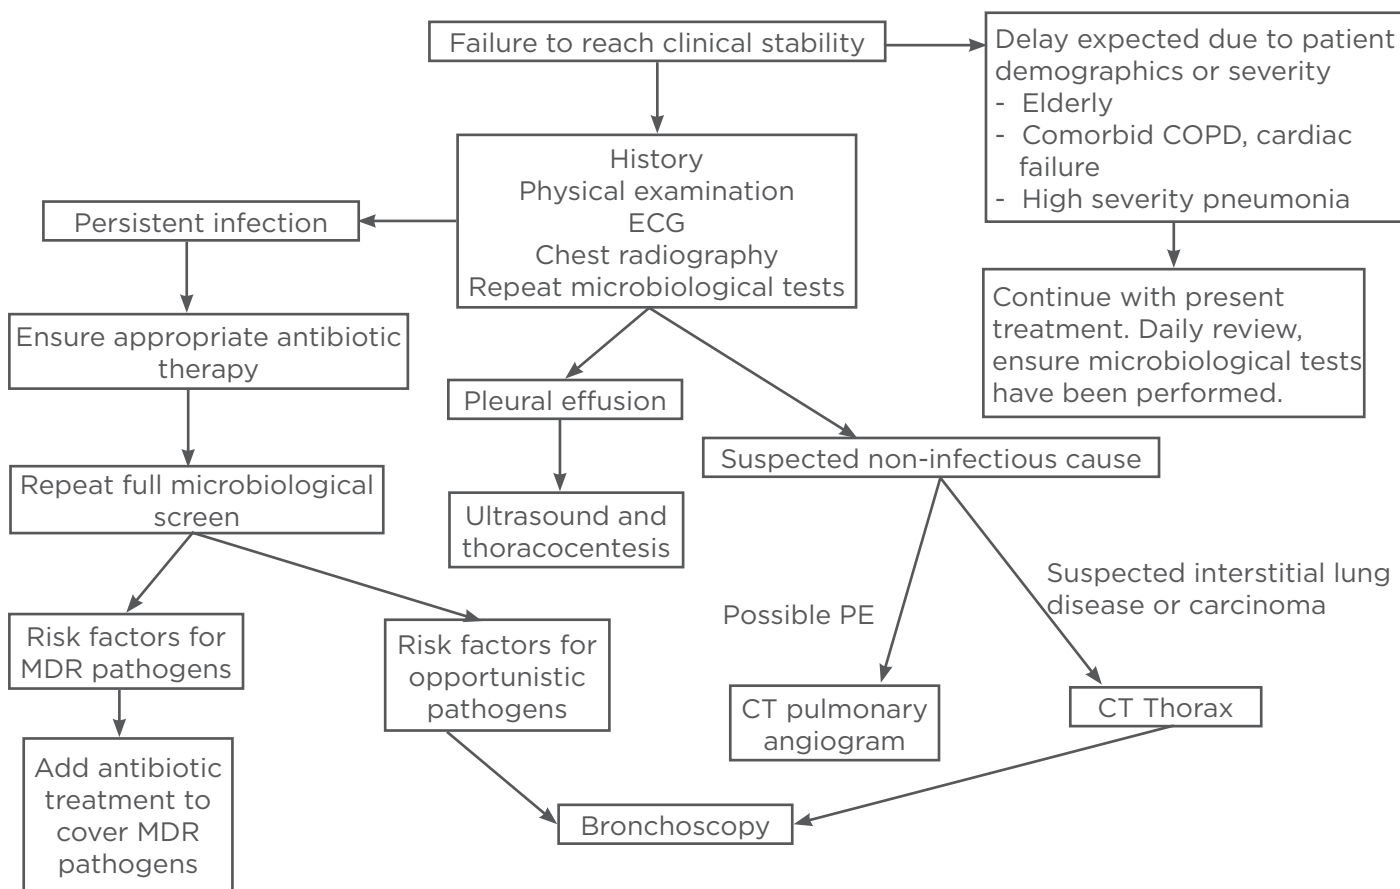 Failure to reach clinical stability
Delay expected due to patient
demographics or severity
- Elderly
- Comorbid COPD, cardiac
failure
- High severity pneumonia
History
Physical examination
ECG
Chest radiography
Repeat microbiological tests
Persistent infection
Continue with present
treatment. Daily review,
ensure microbiological tests
have been performed.
Ensure appropriate antibiotic
therapy
Pleural effusion
Suspected non-infectious cause
Repeat full microbiological
screen
Ultrasound and
thoracocentesis
Suspected interstitial lung
disease or carcinoma
Possible PE
Risk factors for
MDR pathogens
Risk factors for
opportunistic
pathogens
CT pulmonary
angiogram
CT Thorax
Add antibiotic
treatment to
cover MDR
pathogens
Bronchoscopy